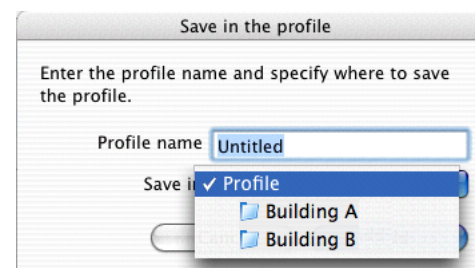 Save in the profile
Enter the profile name and specify where to save
the profile.
Profile name Untitled
Save i ✓ Profile
Building A
Building B